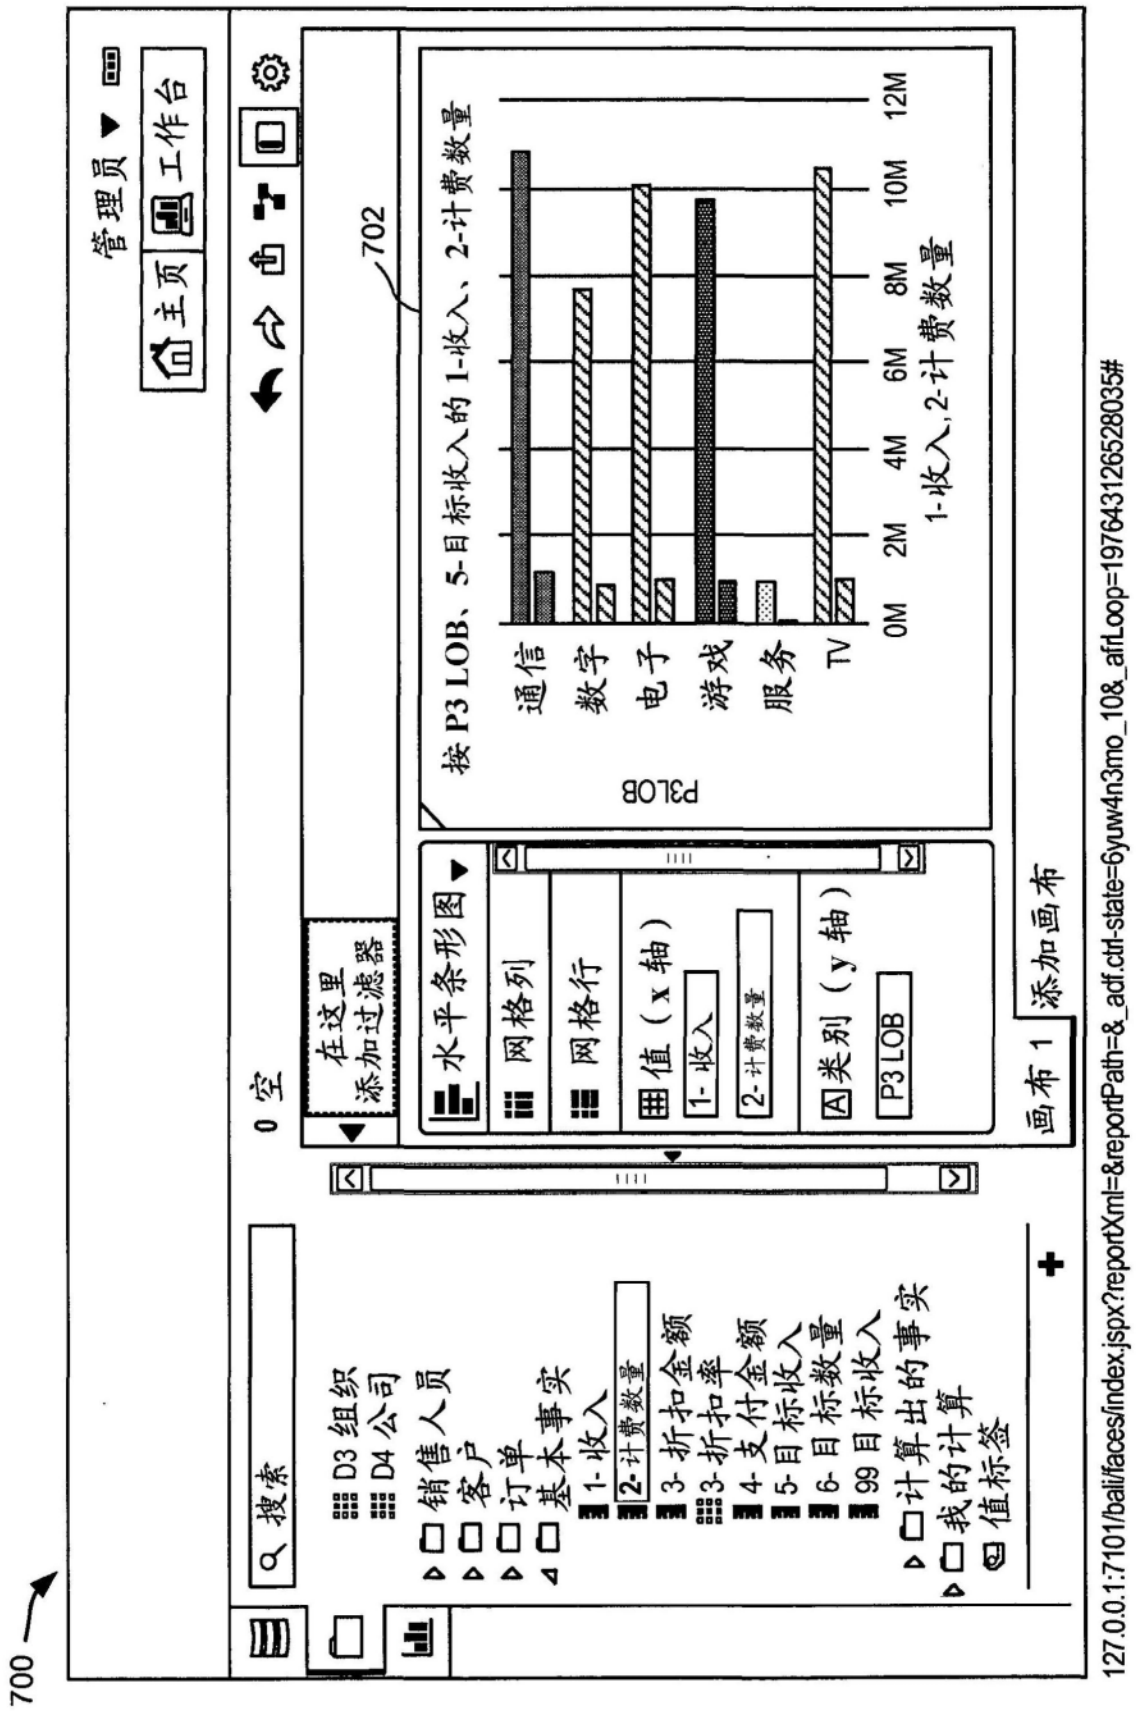 700
管理员
主页
工作台
搜索
0 空
D3 组织
D4 公司
销售人员
客户
订单
基本事实
1- 收入
2- 计费数量
3- 折扣金额
3- 折扣率
4- 支付金额
5- 目标收入
6- 目标数量
99 目标收入
计算出的事实
我的计算
值标签
在这里
添加过滤器
水平条形图
网格列
网格行
值 (x 轴)
1- 收入
2- 计费数量
类别 (y 轴)
P3 LOB
702
按 P3 LOB、5-目标收入的 1-收入、2-计费数量
P3LOB
通信
数字
电子
游戏
服务
TV
0M 2M 4M 6M 8M 10M 12M
1-收入,2-计费数量
画布 1
添加画布
127.0.0.1:7101/bali/faces/index.jspx?reportXml=&reportPath=&_adf.ctrl-state=6yuw4n3mo_10&_afrLoop=197643126528035#